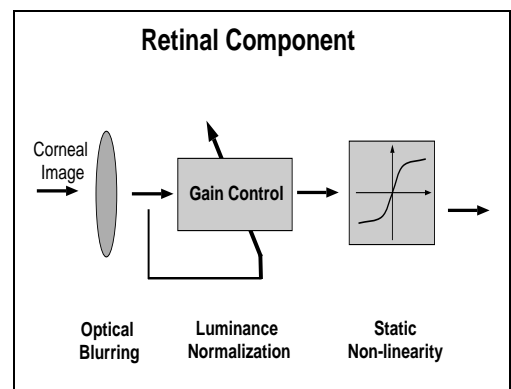 Retinal Component
Corneal
Image
Gain Control
Optical
Blurring
Luminance
Normalization
Static
Non-linearity